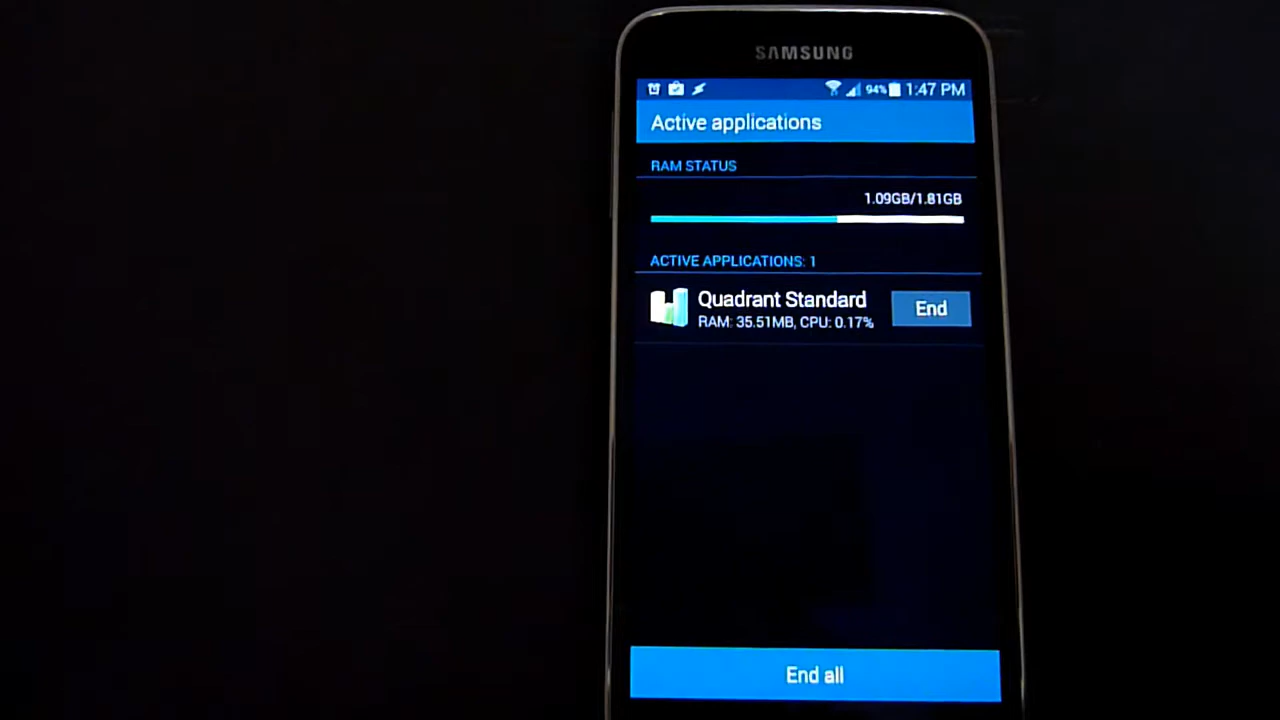 SAMSUNG
94% 1:47 PM
Active applications
RAM STATUS
1.09GB/1.81GB
ACTIVE APPLICATIONS: 1
Quadrant Standard
RAM: 35.51MB, CPU: 0.17%
End
End all